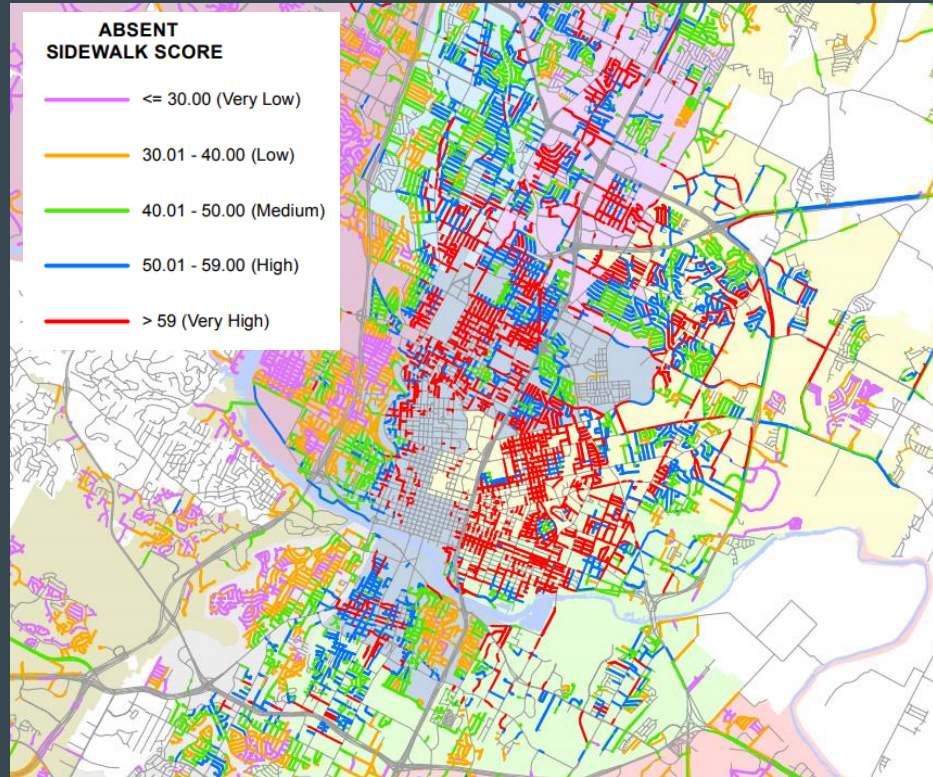 ABSENT
SIDEWALK SCORE
<= 30.00 (Very Low)
30.01 - 40.00 (Low)
40.01 - 50.00 (Medium)
50.01 - 59.00 (High)
> 59 (Very High)